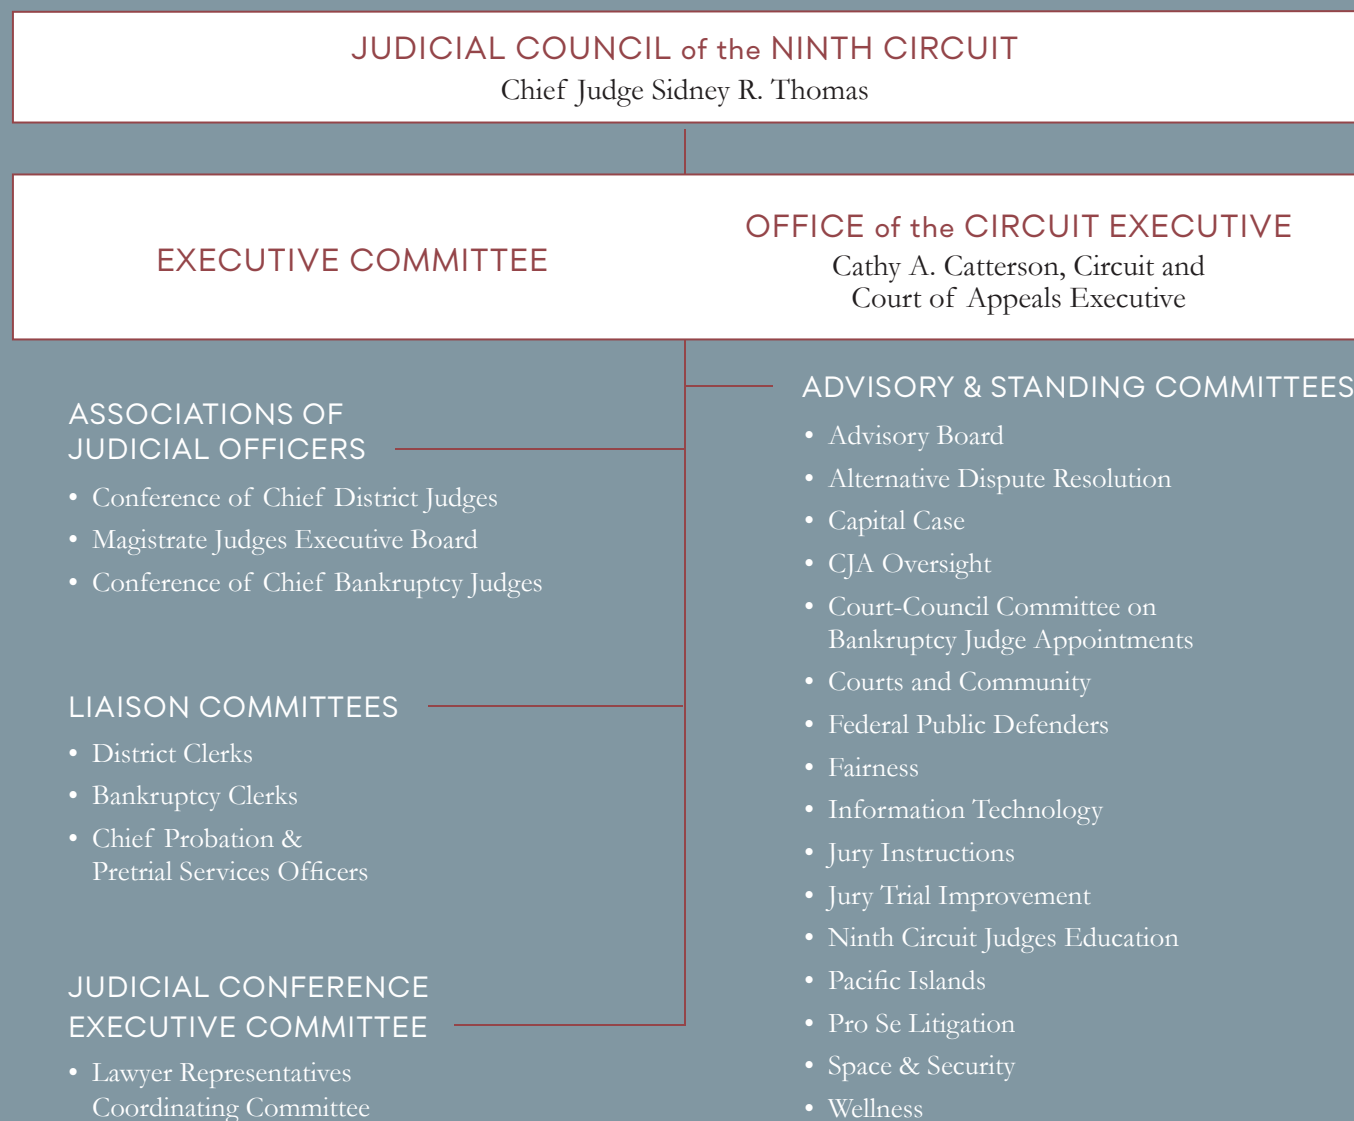 JUDICIAL COUNCIL of the NINTH CIRCUIT
Chief Judge Sidney R. Thomas
EXECUTIVE COMMITTEE
OFFICE of the CIRCUIT EXECUTIVE
Cathy A. Catterson, Circuit and
Court of Appeals Executive
ASSOCIATIONS OF
JUDICIAL OFFICERS
• Conference of Chief District Judges
• Magistrate Judges Executive Board
• Conference of Chief Bankruptcy Judges
LIAISON COMMITTEES
• District Clerks
• Bankruptcy Clerks
• Chief Probation &
Pretrial Services Officers
JUDICIAL CONFERENCE
EXECUTIVE COMMITTEE
• Lawyer Representatives
Coordinating Committee
ADVISORY & STANDING COMMITTEES
• Advisory Board
• Alternative Dispute Resolution
• Capital Case
• CJA Oversight
• Court-Council Committee on
Bankruptcy Judge Appointments
• Courts and Community
• Federal Public Defenders
• Fairness
• Information Technology
• Jury Instructions
• Jury Trial Improvement
• Ninth Circuit Judges Education
• Pacific Islands
• Pro Se Litigation
• Space & Security
• Wellness